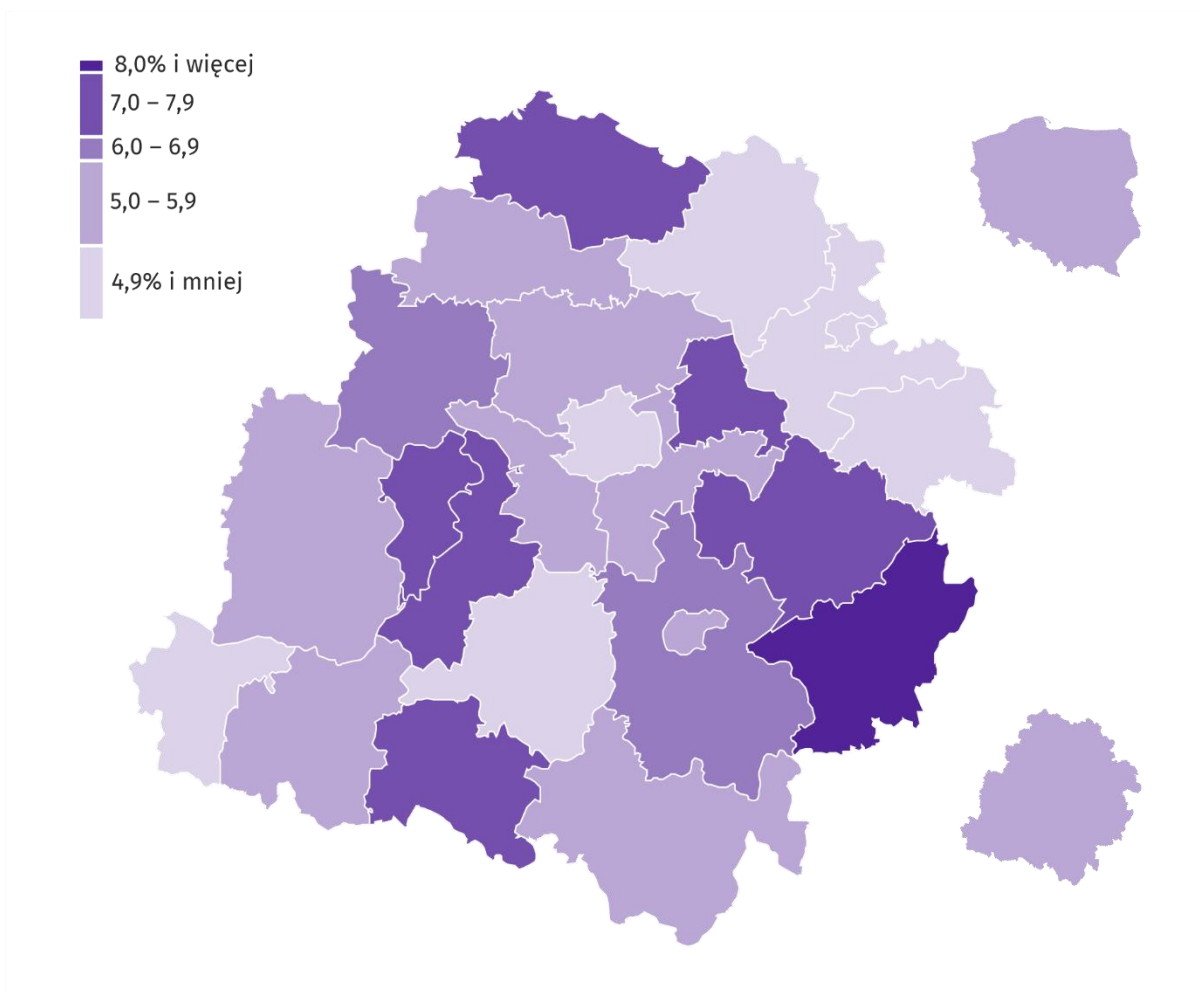 8,0% i więcej
7,0 – 7,9
6,0 – 6,9
5,0 – 5,9
4,9% i mniej